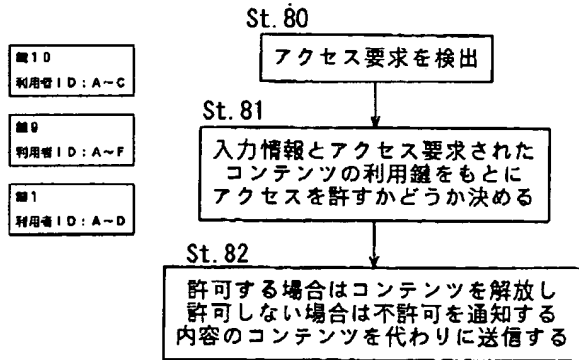 St.80
アクセス要求を検出
鍵10
利用者ID:A~C
鍵9
利用者ID:A~F
鍵1
利用者ID:A~D
St.81
入力情報とアクセス要求された
コンテンツの利用鍵をもとに
アクセスを許すかどうか決める
St.82
許可する場合はコンテンツを解放し
許可しない場合は不許可を通知する
内容のコンテンツを代わりに送信する